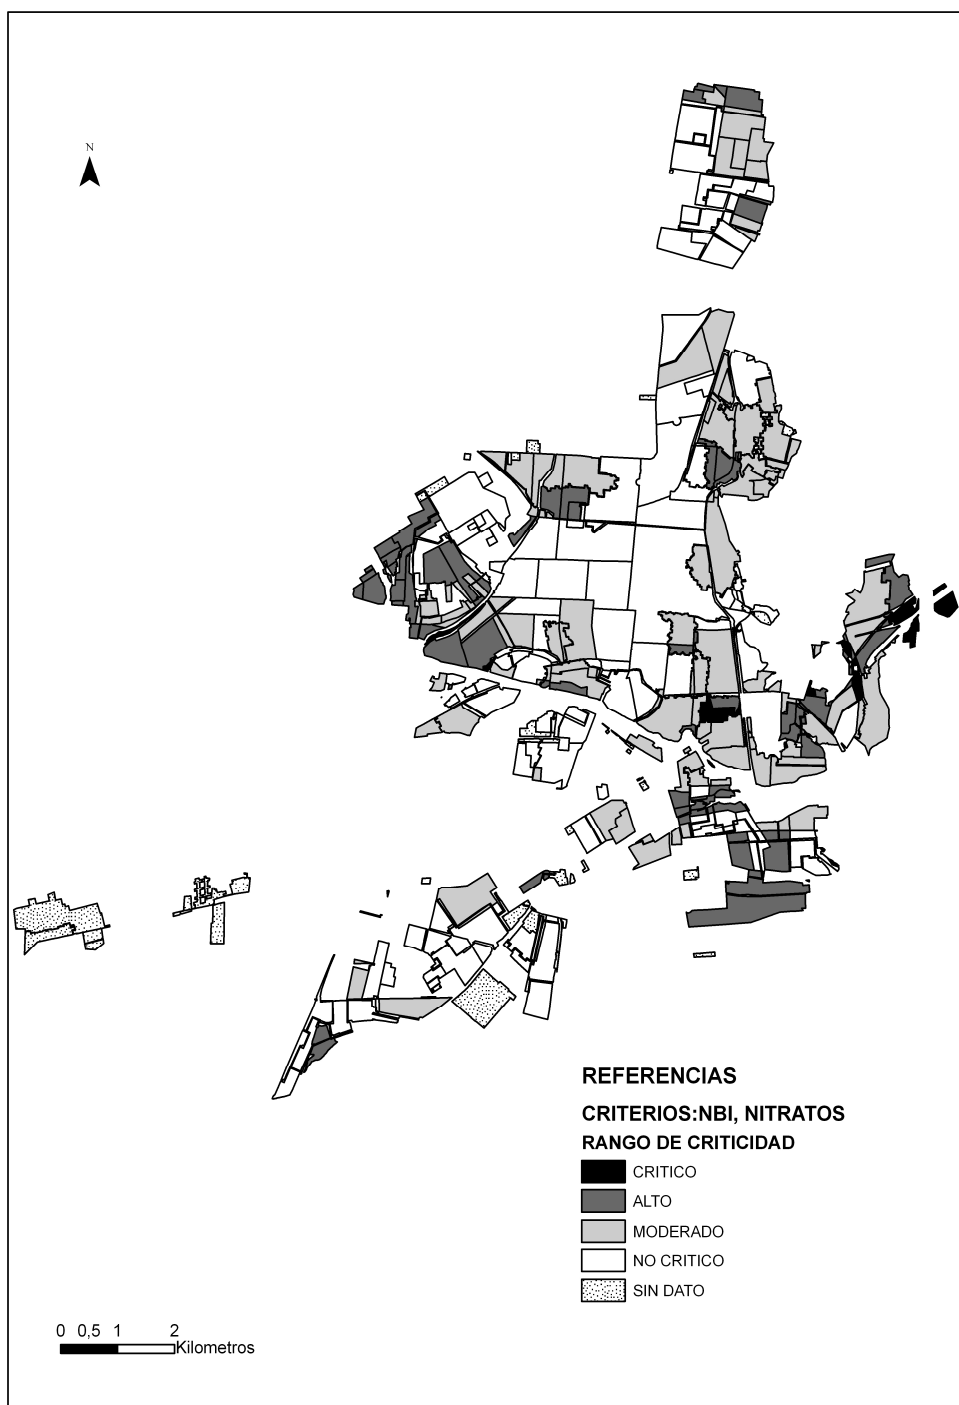 N
REFERENCIAS
CRITERIOS:NBI, NITRATOS
RANGO DE CRITICIDAD
CRITICO
ALTO
MODERADO
NO CRITICO
SIN DATO
0 0,5 1 2
Kilometros